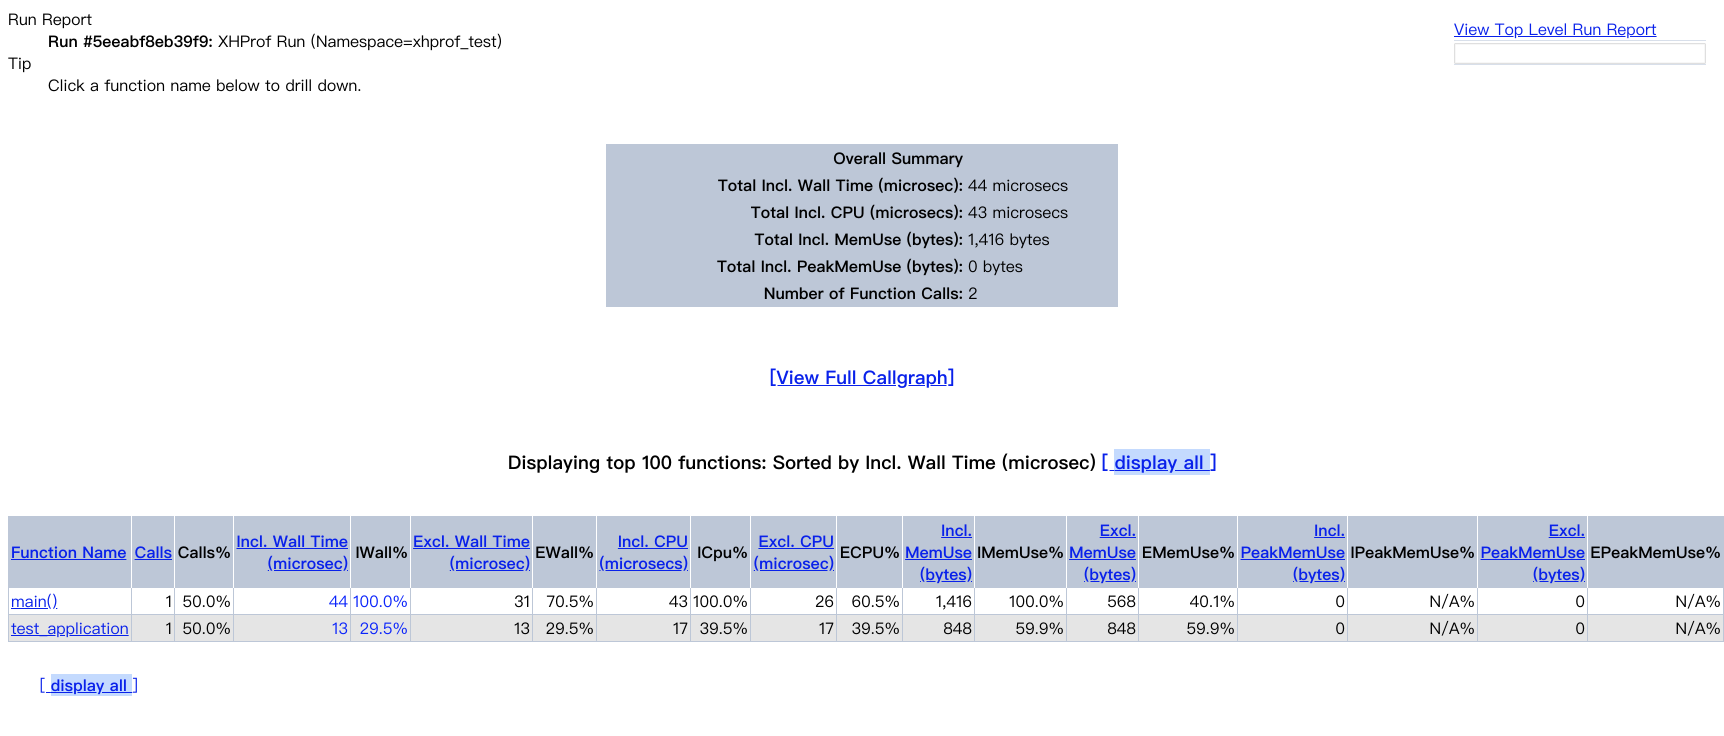 Run Report
Run #5eeabf8eb39f9: XHProf Run (Namespace=xhprof_test)
Tip
Click a function name below to drill down.
View Top Level Run Report
Overall Summary
Total Incl. Wall Time (microsec): 44 microsecs
Total Incl. CPU (microsecs): 43 microsecs
Total Incl. MemUse (bytes): 1,416 bytes
Total Incl. PeakMemUse (bytes): 0 bytes
Number of Function Calls: 2
[View Full Callgraph]
Displaying top 100 functions: Sorted by Incl. Wall Time (microsec) [ display all ]
Function Name Calls Calls% Incl. Wall Time (microsec) IWall% Excl. Wall Time (microsec) EWall% Incl. CPU (microsecs) ICpu% Excl. CPU (microsec) ECPU% Incl. MemUse (bytes) IMemUse% Excl. MemUse (bytes) EMemUse% Incl. PeakMemUse (bytes) IPeakMemUse% Excl. PeakMemUse (bytes) EPeakMemUse%
main() 1 50.0% 44 100.0% 31 70.5% 43 100.0% 26 60.5% 1,416 100.0% 568 40.1% 0 N/A% 0 N/A%
test_application 1 50.0% 13 29.5% 13 29.5% 17 39.5% 17 39.5% 848 59.9% 848 59.9% 0 N/A% 0 N/A%
[ display all ]